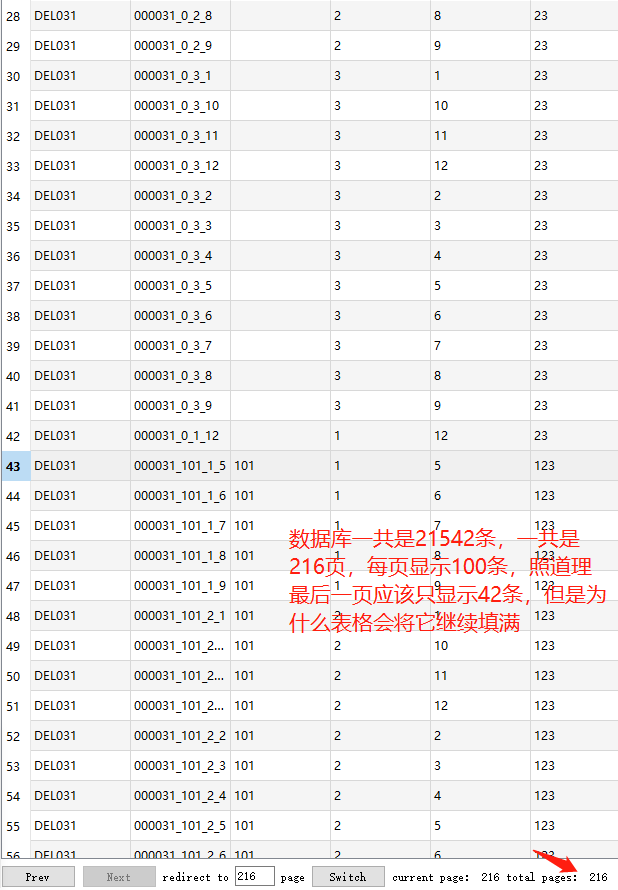 28 DEL031 000031_0_2_8 2 8 23
29 DEL031 000031_0_2_9 2 9 23
30 DEL031 000031_0_3_1 3 1 23
31 DEL031 000031_0_3_10 3 10 23
32 DEL031 000031_0_3_11 3 11 23
33 DEL031 000031_0_3_12 3 12 23
34 DEL031 000031_0_3_2 3 2 23
35 DEL031 000031_0_3_3 3 3 23
36 DEL031 000031_0_3_4 3 4 23
37 DEL031 000031_0_3_5 3 5 23
38 DEL031 000031_0_3_6 3 6 23
39 DEL031 000031_0_3_7 3 7 23
40 DEL031 000031_0_3_8 3 8 23
41 DEL031 000031_0_3_9 3 9 23
42 DEL031 000031_0_1_12 1 12 23
43 DEL031 000031_101_1_5 101 1 5 123
44 DEL031 000031_101_1_6 101 1 6 123
45 DEL031 000031_101_1_7 101 1 7 123
46 DEL031 000031_101_1_8 101 1 8 123
47 DEL031 000031_101_1_9 101 1 9 123
48 DEL031 000031_101_2_1 101 2 1 123
49 DEL031 000031_101_2... 101 2 10 123
50 DEL031 000031_101_2... 101 2 11 123
51 DEL031 000031_101_2... 101 2 12 123
52 DEL031 000031_101_2_2 101 2 2 123
53 DEL031 000031_101_2_3 101 2 3 123
54 DEL031 000031_101_2_4 101 2 4 123
55 DEL031 000031_101_2_5 101 2 5 123
56 DEL031 000031_101_2_6 101 2 6 123
数据库一共是21542条，一共是
216页，每页显示100条，照道理
最后一页应该只显示42条，但是为
什么表格会将它继续填满
Prev Next redirect to 216 page Switch current page: 216 total pages: 216